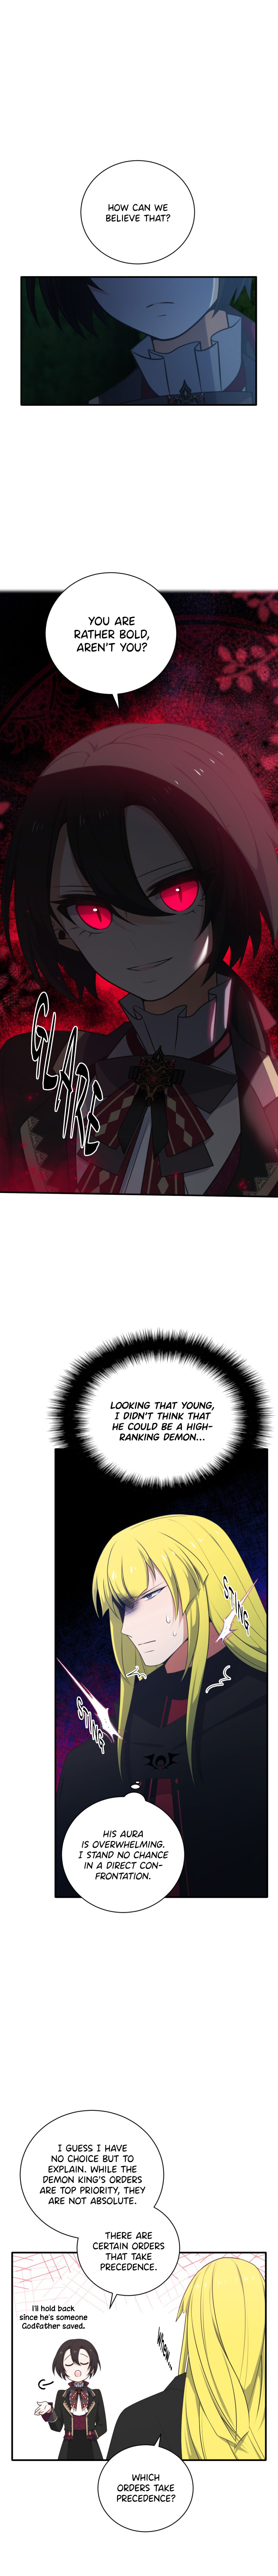 HOW CAN WE
BELIEVE THAT?
YOU ARE
RATHER BOLD,
AREN'T YOU?
GLARE
LOOKING THAT YOUNG,
I DIDN'T THINK THAT
HE COULD BE A HIGH-
RANKING DEMON...
STING
STING
HIS AURA
IS OVERWHELMING.
I STAND NO CHANCE
IN A DIRECT CON-
FRONTATION.
I GUESS I HAVE
NO CHOICE BUT TO
EXPLAIN. WHILE THE
DEMON KING'S ORDERS
ARE TOP PRIORITY, THEY
ARE NOT ABSOLUTE.
THERE ARE
CERTAIN ORDERS
THAT TAKE
PRECEDENCE.
I'll hold back
since he's someone
Godfather saved.
WHICH
ORDERS TAKE
PRECEDENCE?